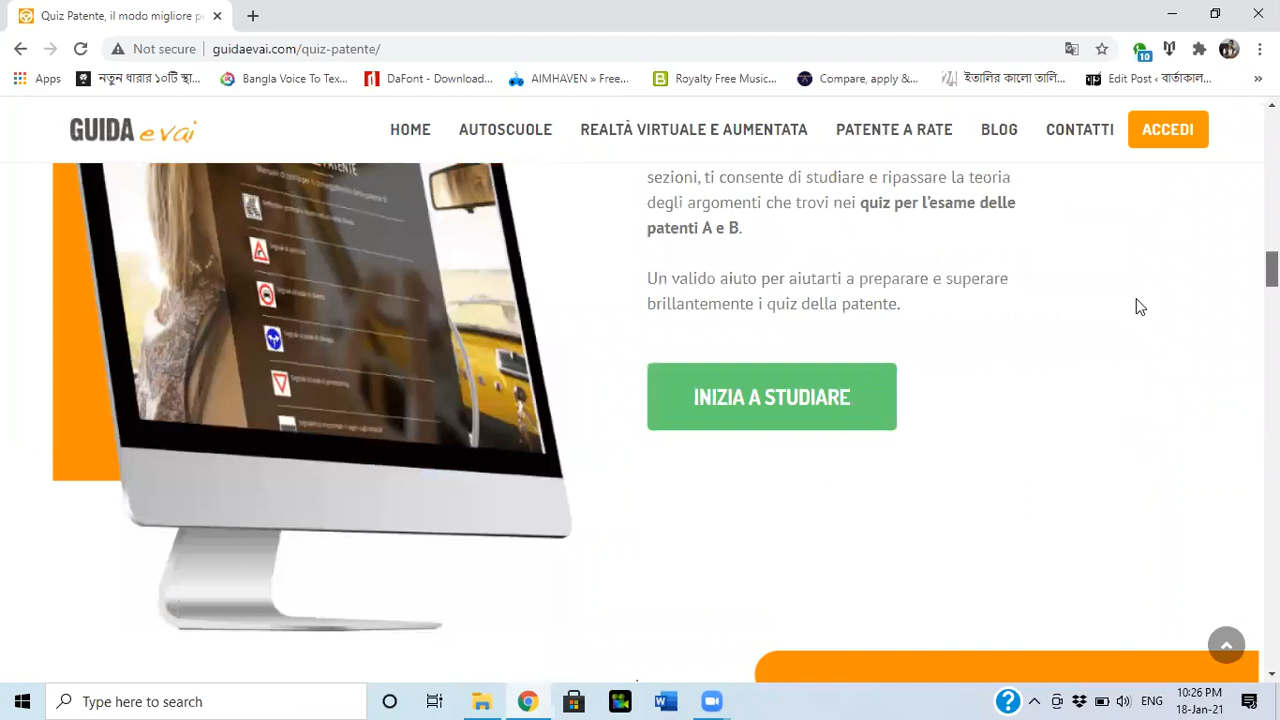 Quiz Patente, il modo migliore p
Not secure
guidaevai.com/quiz-patente/
10
Apps
নতুন ধারার ১০টি স্থা...
Bangla Voice To Tex...
DaFont - Download...
AIMHAVEN » Free...
Royalty Free Music...
Compare, apply &...
ইতালির কালো তালি...
Edit Post ‹ বার্তাকাল...
»
GUIDA e vai
HOME
AUTOSCUOLE
REALTÀ VIRTUALE E AUMENTATA
PATENTE A RATE
BLOG
CONTATTI
ACCEDI
sezioni, ti consente di studiare e ripassare la teoria
degli argomenti che trovi nei quiz per l'esame delle
patenti A e B.
Un valido aiuto per aiutarti a preparare e superare
brillantemente i quiz della patente.
INIZIA A STUDIARE
Type here to search
ENG
10:26 PM
18-Jan-21